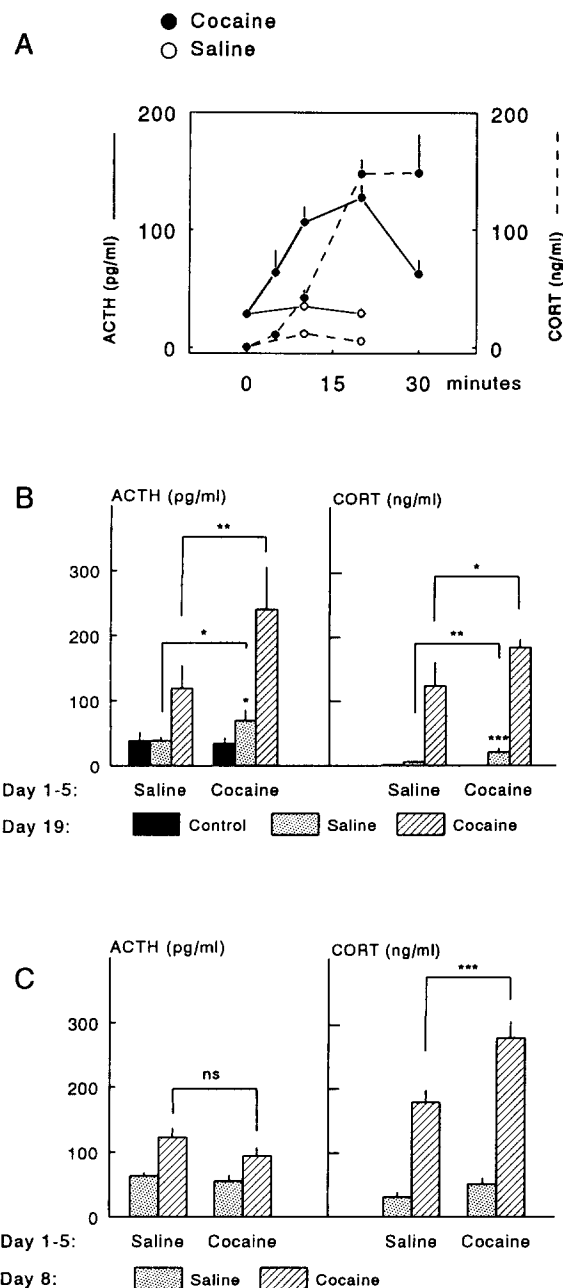 A
Cocaine
Saline
200
100
0
ACTH (pg/ml)
200
100
0
CORT (ng/ml)
0 15 30 minutes
B
ACTH (pg/ml) CORT (ng/ml)
300
200
100
0
**
*
*
*
**
***
Day 1-5: Saline Cocaine Saline Cocaine
Day 19: Control Saline Cocaine
C
ACTH (pg/ml) CORT (ng/ml)
300
200
100
0
ns
***
Day 1-5: Saline Cocaine Saline Cocaine
Day 8: Saline Cocaine